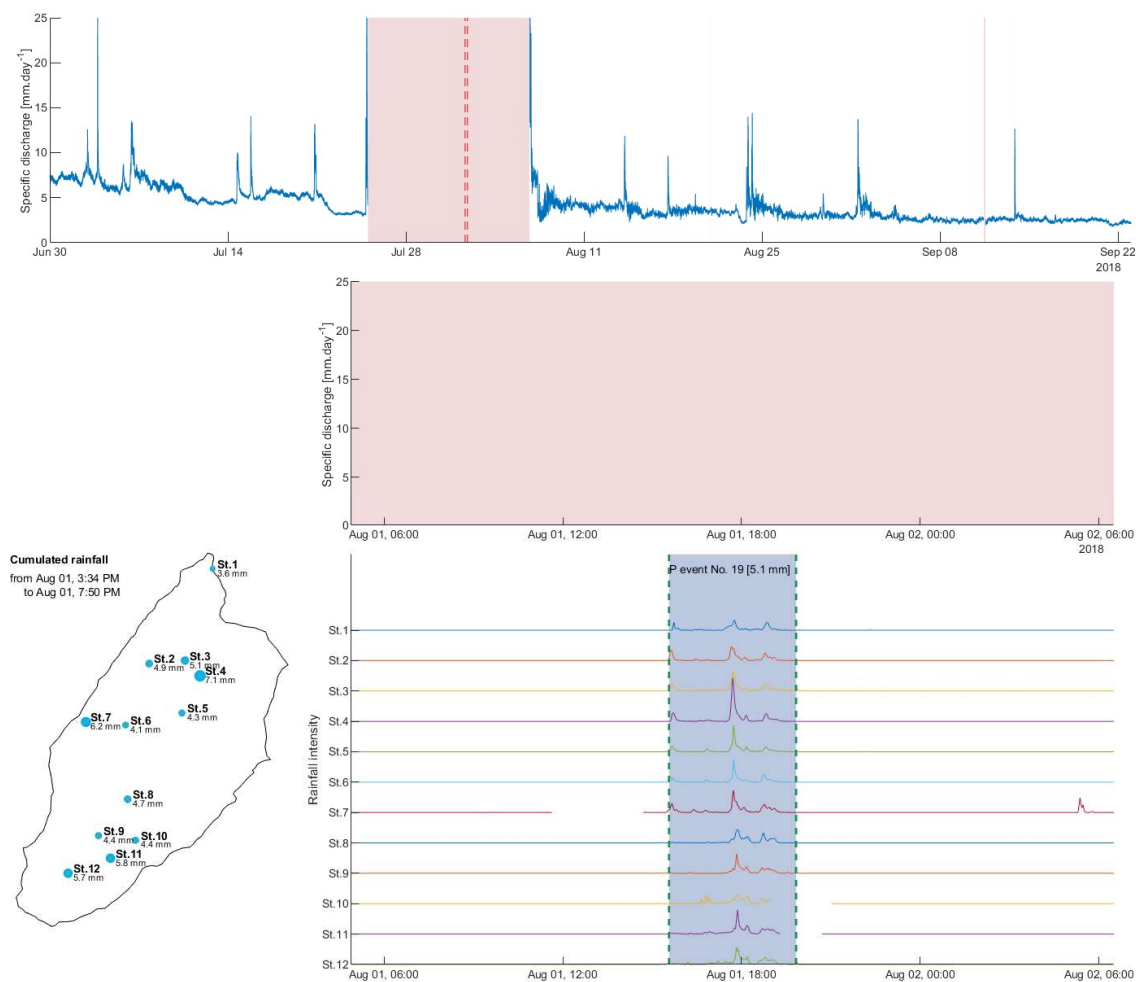 Specific discharge [mm.day-1]
25
20
15
10
5
0
Jun 30
Jul 14
Jul 28
Aug 11
Aug 25
Sep 08
Sep 22
2018
Specific discharge [mm.day-1]
25
20
15
10
5
0
Aug 01, 06:00
Aug 01, 12:00
Aug 01, 18:00
Aug 02, 00:00
Aug 02, 06:00
2018
Cumulated rainfall
from Aug 01, 3:34 PM
to Aug 01, 7:50 PM
St.1
3.6 mm
St.2
4.9 mm
St.3
5.1 mm
St.4
7.1 mm
St.5
4.3 mm
St.7
6.2 mm
St.6
4.1 mm
St.8
4.7 mm
St.9
4.4 mm
St.10
4.4 mm
St.11
5.8 mm
St.12
5.7 mm
Rainfall intensity
P event No. 19 [5.1 mm]
St.1
St.2
St.3
St.4
St.5
St.6
St.7
St.8
St.9
St.10
St.11
St.12
Aug 01, 06:00
Aug 01, 12:00
Aug 01, 18:00
Aug 02, 00:00
Aug 02, 06:00